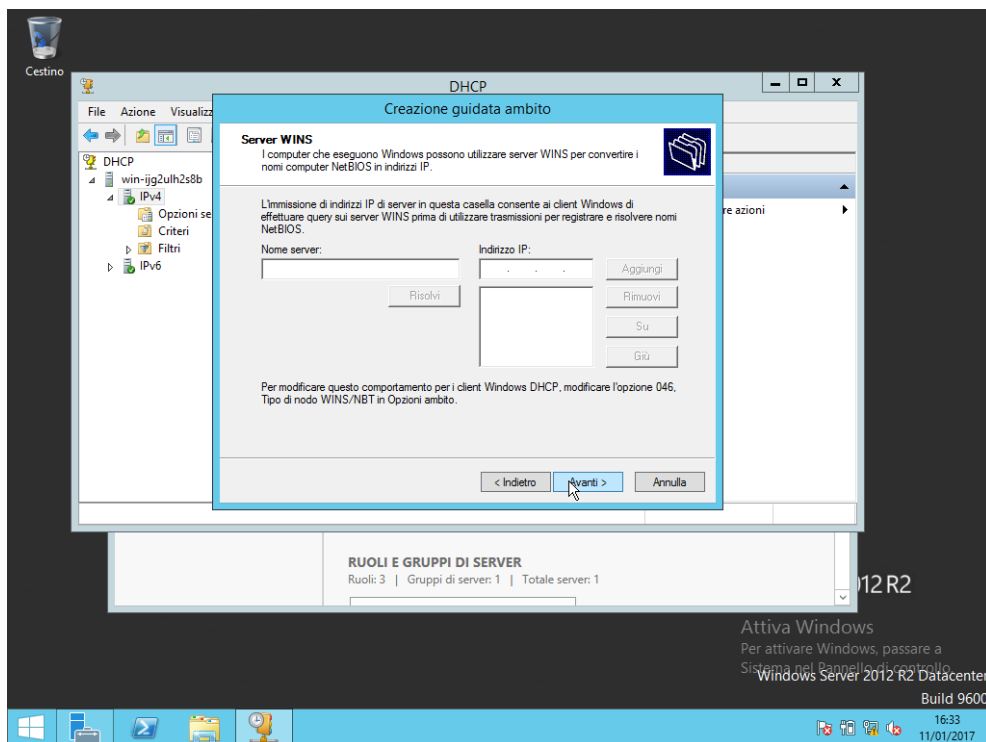 Cestino
DHCP
File Azione Visualizz
Creazione guidata ambito
DHCP
win-ijg2ulh2s8b
IPv4
Opzioni se
Criteri
Filtri
IPv6
Server WINS
I computer che eseguono Windows possono utilizzare server WINS per convertire i
nomi computer NetBIOS in indirizzi IP.
L'immissione di indirizzi IP di server in questa casella consente ai client Windows di
effettuare query sui server WINS prima di utilizzare trasmissioni per registrare e risolvere nomi
NetBIOS.
Nome server:
Indirizzo IP:
Aggiungi
Risolvi
Rimuovi
Su
Giù
Per modificare questo comportamento per i client Windows DHCP, modificare l'opzione 046,
Tipo di nodo WINS/NBT in Opzioni ambito.
< Indietro
Avanti >
Annulla
re azioni
RUOLI E GRUPPI DI SERVER
Ruoli: 3 | Gruppi di server: 1 | Totale server: 1
012 R2
Attiva Windows
Per attivare Windows, passare a
Sistema nel Pannello di controllo.
Windows Server 2012 R2 Datacenter
Build 9600
16:33
11/01/2017